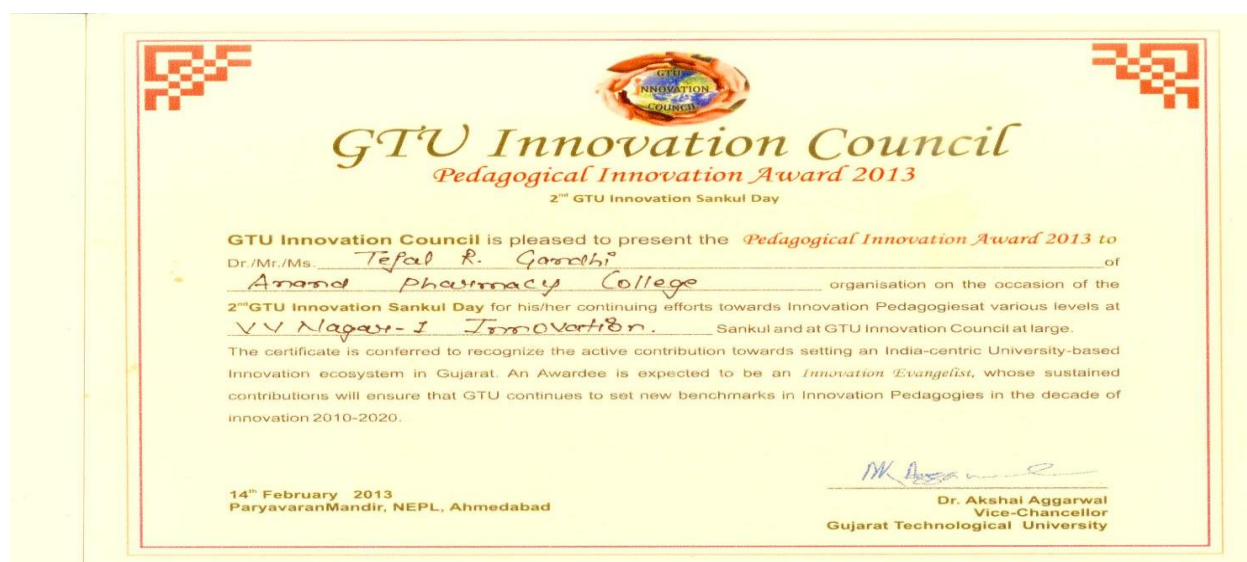 GTU
INNOVATION
COUNCIL
GTU Innovation Council
Pedagogical Innovation Award 2013
2nd GTU Innovation Sankul Day
GTU Innovation Council is pleased to present the Pedagogical Innovation Award 2013 to
Dr./Mr./Ms. Tejal R. Gandhi of
Anand Pharmacy College organisation on the occasion of the
2nd GTU Innovation Sankul Day for his/her continuing efforts towards Innovation Pedagogiesat various levels at
V V Nagar-1 Innovation. Sankul and at GTU Innovation Council at large.
The certificate is conferred to recognize the active contribution towards setting an India-centric University-based
Innovation ecosystem in Gujarat. An Awardee is expected to be an Innovation Evangelist, whose sustained
contributions will ensure that GTU continues to set new benchmarks in Innovation Pedagogies in the decade of
innovation 2010-2020.
14th February 2013
ParyavaranMandir, NEPL, Ahmedabad
Dr. Akshai Aggarwal
Vice-Chancellor
Gujarat Technological University